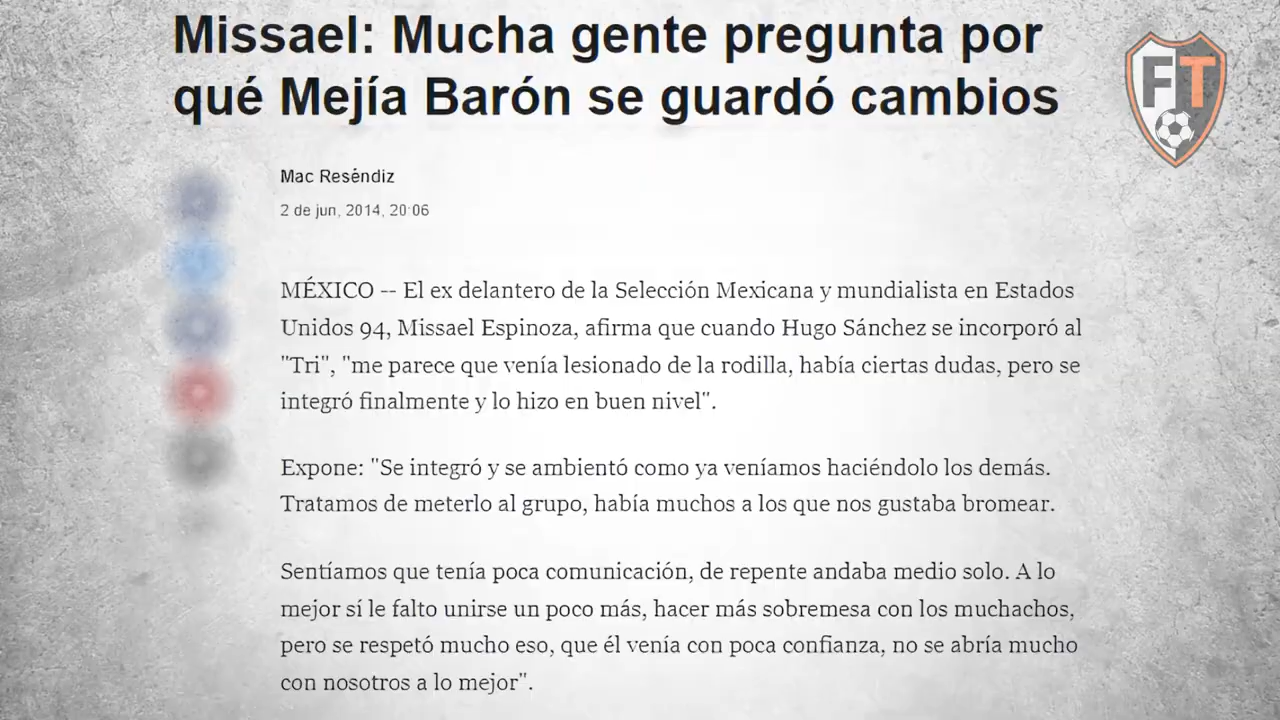 Missael: Mucha gente pregunta por
qué Mejía Barón se guardó cambios
FT
Mac Reséndiz
2 de jun, 2014, 20:06
MÉXICO -- El ex delantero de la Selección Mexicana y mundialista en Estados
Unidos 94, Missael Espinoza, afirma que cuando Hugo Sánchez se incorporó al
"Tri", "me parece que venía lesionado de la rodilla, había ciertas dudas, pero se
integró finalmente y lo hizo en buen nivel".
Expone: "Se integró y se ambientó como ya veníamos haciéndolo los demás.
Tratamos de meterlo al grupo, había muchos a los que nos gustaba bromear.
Sentíamos que tenía poca comunicación, de repente andaba medio solo. A lo
mejor sí le falto unirse un poco más, hacer más sobremesa con los muchachos,
pero se respetó mucho eso, que él venía con poca confianza, no se abría mucho
con nosotros a lo mejor".